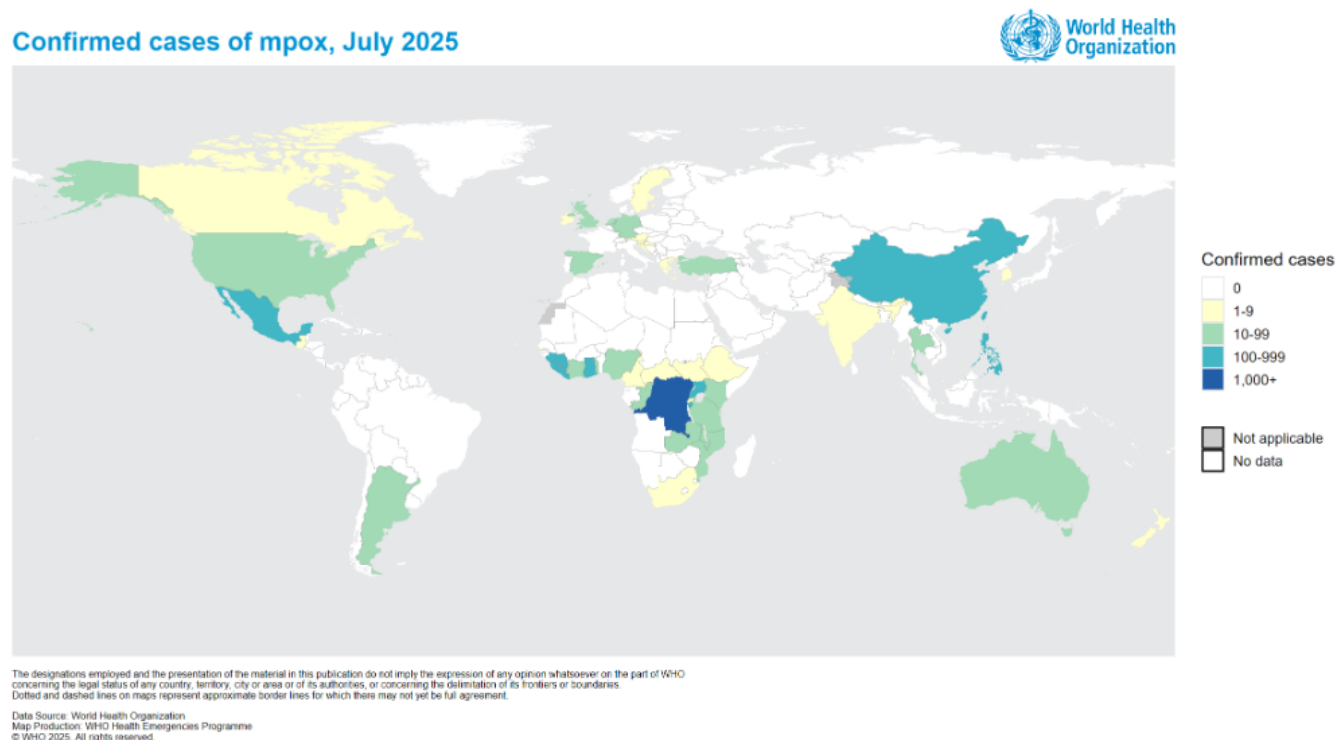 Confirmed cases of mpox, July 2025
World Health
Organization
Confirmed cases
0
1-9
10-99
100-999
1,000+
Not applicable
No data
The designations employed and the presentation of the material in this publication do not imply the expression of any opinion whatsoever on the part of WHO
concerning the legal status of any country, territory, city or area or of its authorities, or concerning the delimitation of its frontiers or boundaries.
Dotted and dashed lines on maps represent approximate border lines for which there may not yet be full agreement.
Data Source: World Health Organization
Map Production: WHO Health Emergencies Programme
© WHO 2025. All rights reserved.